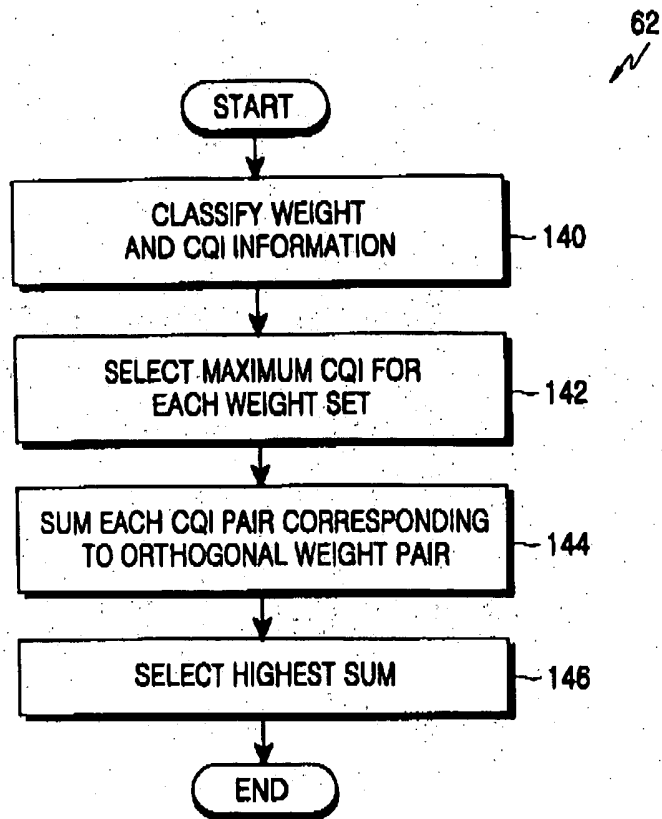 62
START
CLASSIFY WEIGHT
AND CQI INFORMATION
140
SELECT MAXIMUM CQI FOR
EACH WEIGHT SET
142
SUM EACH CQI PAIR CORRESPONDING
TO ORTHOGONAL WEIGHT PAIR
144
SELECT HIGHEST SUM
146
END